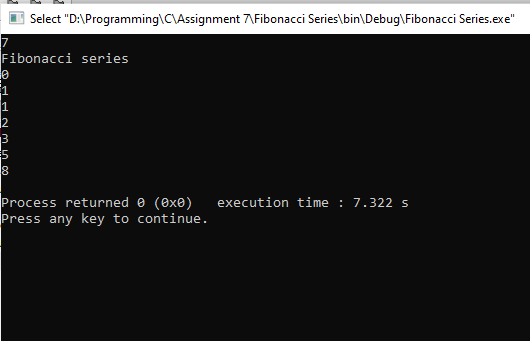 Select "D:\Programming\C\Assignment 7\Fibonacci Series\bin\Debug\Fibonacci Series.exe"
7
Fibonacci series
0
1
1
2
3
5
8
Process returned 0 (0x0)   execution time : 7.322 s
Press any key to continue.